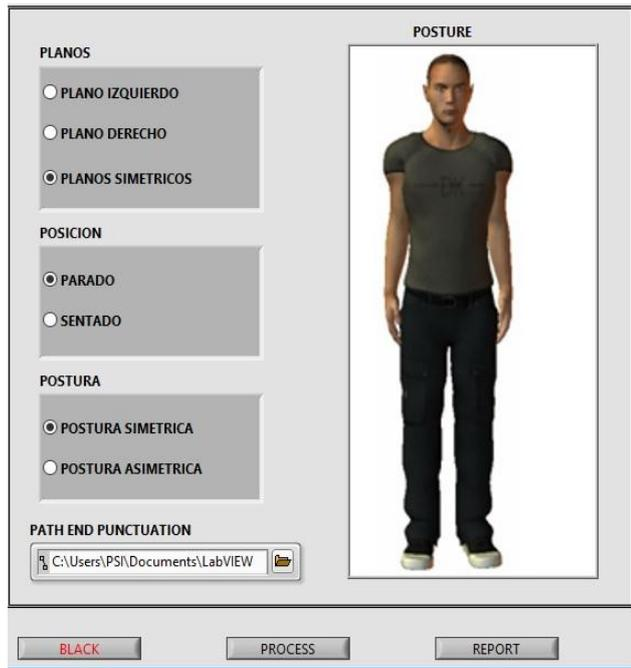 POSTURE
PLANOS
PLANO IZQUIERDO
PLANO DERECHO
PLANOS SIMETRICOS
POSICION
PARADO
SENTADO
POSTURA
POSTURA SIMETRICA
POSTURA ASIMETRICA
PATH END PUNCTUATION
C:\Users\PSI\Documents\LabVIEW
BLACK PROCESS REPORT